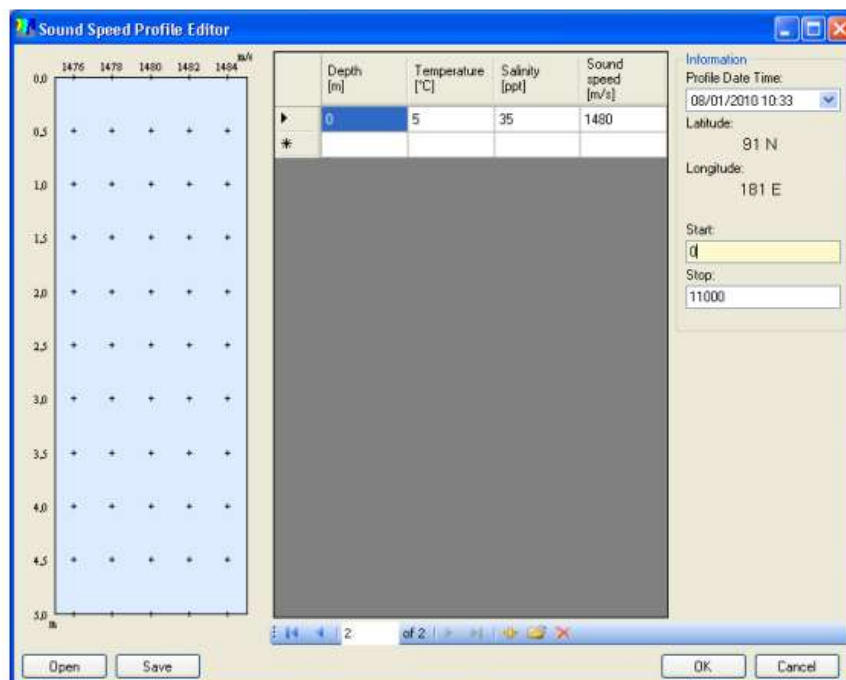 Sound Speed Profile Editor
1476 1478 1480 1482 1484 m/s
0,0
0,5
1,0
1,5
2,0
2,5
3,0
3,5
4,0
4,5
5,0
m
Depth [m] Temperature [°C] Salinity [ppt] Sound speed [m/s]
0 5 35 1480
*
2 of 2
Information
Profile Date Time:
08/01/2010 10:33
Latitude:
91 N
Longitude:
181 E
Start:
0
Stop:
11000
Open Save OK Cancel